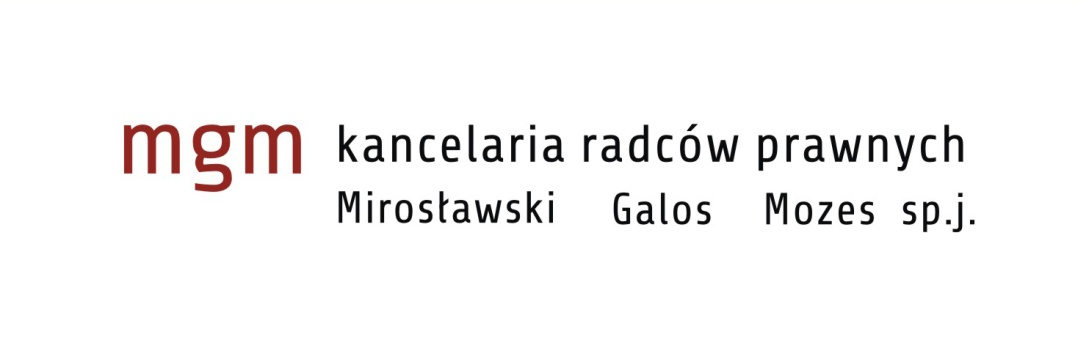 mgm kancelaria radców prawnych
Mirosławski Galos Mozes sp.j.